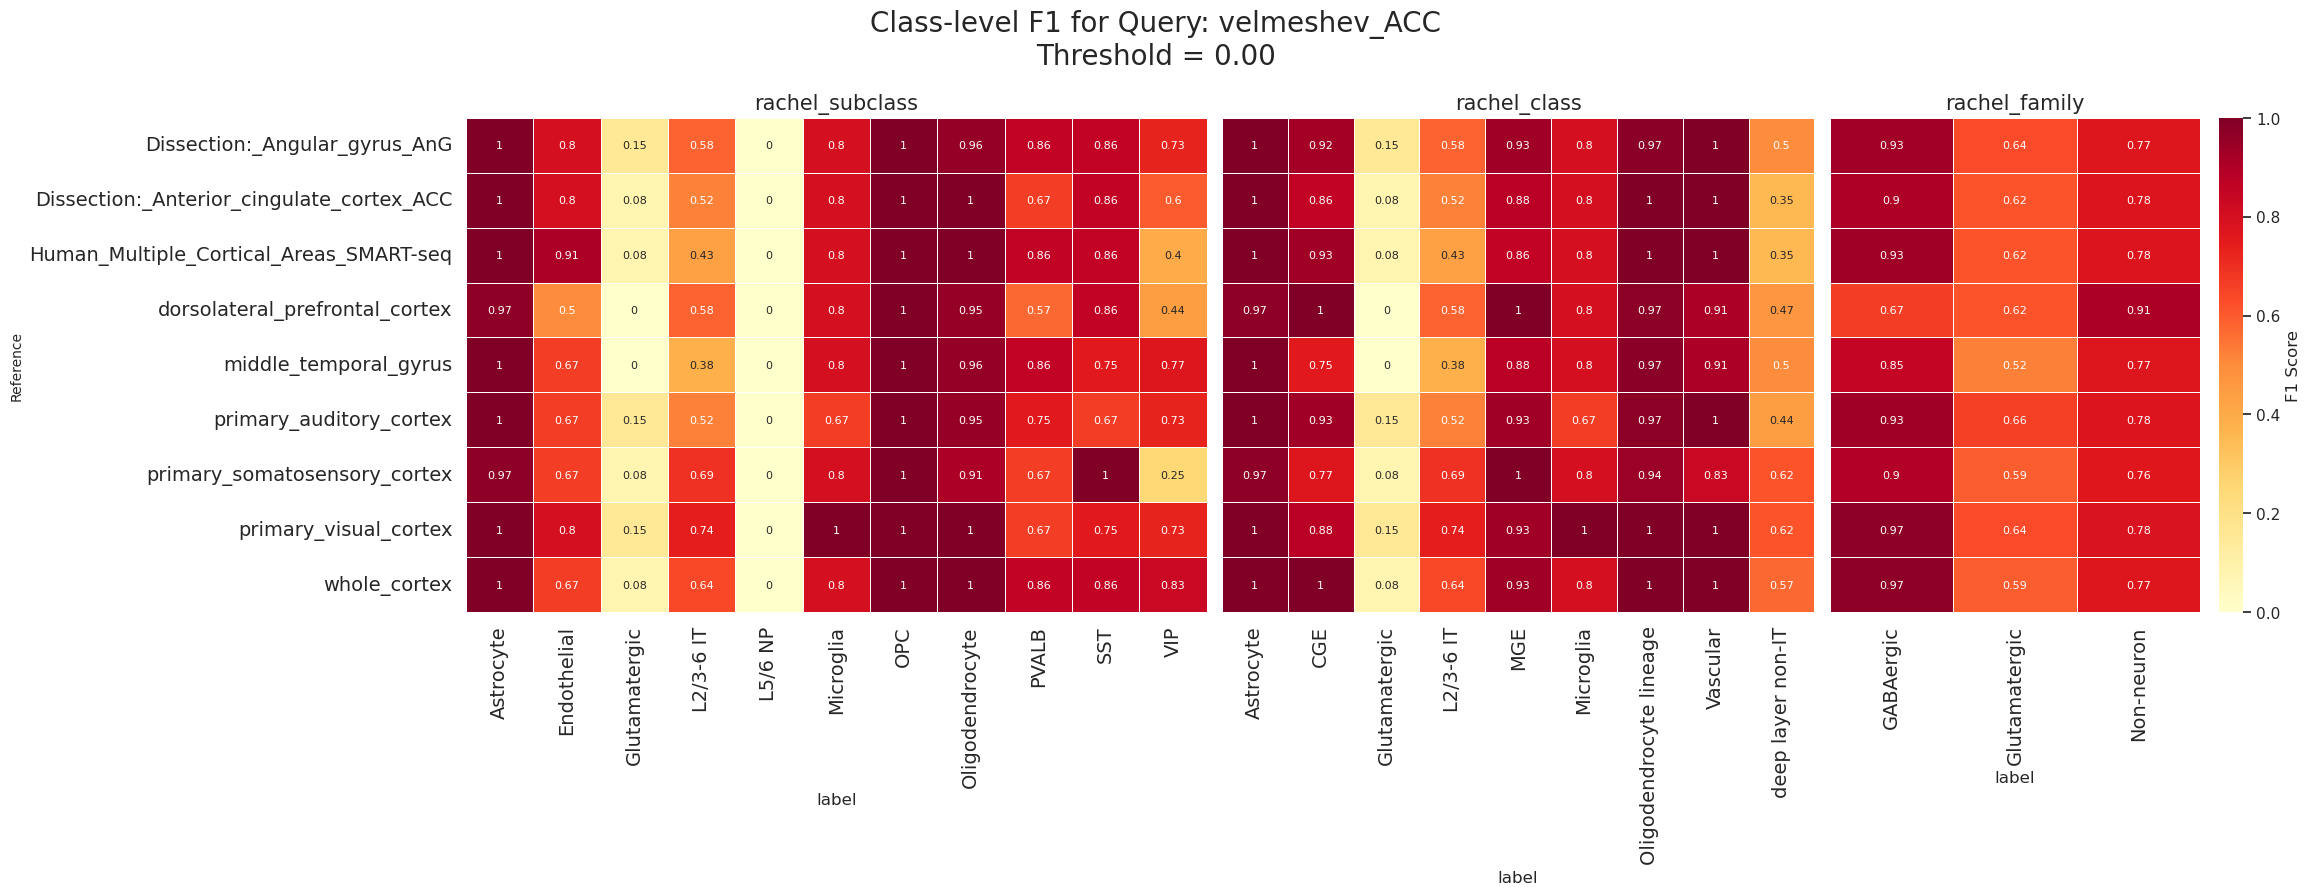 Class-level F1 for Query: velmeshev_ACC
Threshold = 0.00
rachel_subclass rachel_class rachel_family
Reference
Dissection:_Angular_gyrus_AnG 1 0.8 0.15 0.58 0 0.8 1 0.96 0.86 0.86 0.73 1 0.92 0.15 0.58 0.93 0.8 0.97 1 0.5 0.93 0.64 0.77
Dissection:_Anterior_cingulate_cortex_ACC 1 0.8 0.08 0.52 0 0.8 1 1 0.67 0.86 0.6 1 0.86 0.08 0.52 0.88 0.8 1 1 0.35 0.9 0.62 0.78
Human_Multiple_Cortical_Areas_SMART-seq 1 0.91 0.08 0.43 0 0.8 1 1 0.86 0.86 0.4 1 0.93 0.08 0.43 0.86 0.8 1 1 0.35 0.93 0.62 0.78
dorsolateral_prefrontal_cortex 0.97 0.5 0 0.58 0 0.8 1 0.95 0.57 0.86 0.44 0.97 1 0 0.58 1 0.8 0.97 0.91 0.47 0.67 0.62 0.91
middle_temporal_gyrus 1 0.67 0 0.38 0 0.8 1 0.96 0.86 0.75 0.77 1 0.75 0 0.38 0.88 0.8 0.97 0.91 0.5 0.85 0.52 0.77
primary_auditory_cortex 1 0.67 0.15 0.52 0 0.67 1 0.95 0.75 0.67 0.73 1 0.93 0.15 0.52 0.93 0.67 0.97 1 0.44 0.93 0.66 0.78
primary_somatosensory_cortex 0.97 0.67 0.08 0.69 0 0.8 1 0.91 0.67 1 0.25 0.97 0.77 0.08 0.69 1 0.8 0.94 0.83 0.62 0.9 0.59 0.76
primary_visual_cortex 1 0.8 0.15 0.74 0 1 1 1 0.67 0.75 0.73 1 0.88 0.15 0.74 0.93 1 1 1 0.62 0.97 0.64 0.78
whole_cortex 1 0.67 0.08 0.64 0 0.8 1 1 0.86 0.86 0.83 1 1 0.08 0.64 0.93 0.8 1 1 0.57 0.97 0.59 0.77
Astrocyte
Endothelial
Glutamatergic
L2/3-6 IT
L5/6 NP
Microglia
OPC
Oligodendrocyte
PVALB
SST
VIP
label
Astrocyte
CGE
Glutamatergic
L2/3-6 IT
MGE
Microglia
Oligodendrocyte lineage
Vascular
deep layer non-IT
label
GABAergic
Glutamatergic
Non-neuron
label
1.0
0.8
0.6
0.4
0.2
0.0
F1 Score